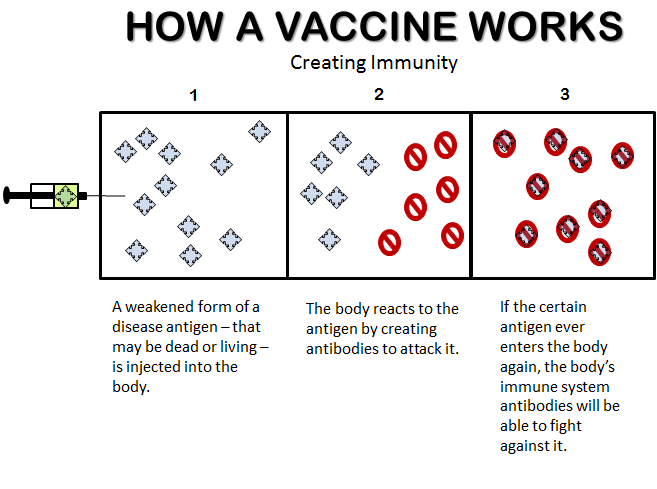 HOW A VACCINE WORKS
Creating Immunity
1
2
3
A weakened form of a
disease antigen – that
may be dead or living –
is injected into the
body.
The body reacts to the
antigen by creating
antibodies to attack it.
If the certain
antigen ever
enters the body
again, the body's
immune system
antibodies will be
able to fight
against it.